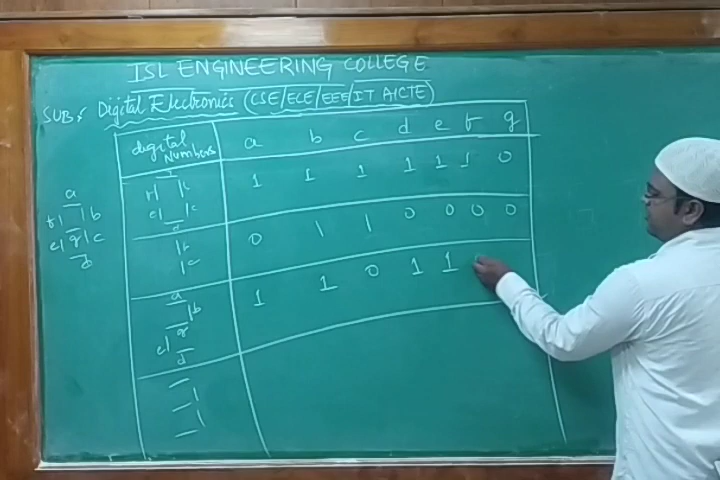 ISL ENGINEERING COLLEGE
SUB: Digital Electronics (CSE/ECE/EEE/IT AICTE)
digital Numbers a b c d e f g
1 1 1 1 1 1 0
0 1 1 0 0 0 0
1 1 0 1 1
a
f b
g
e c
d
b
c
a
b
g
e
d